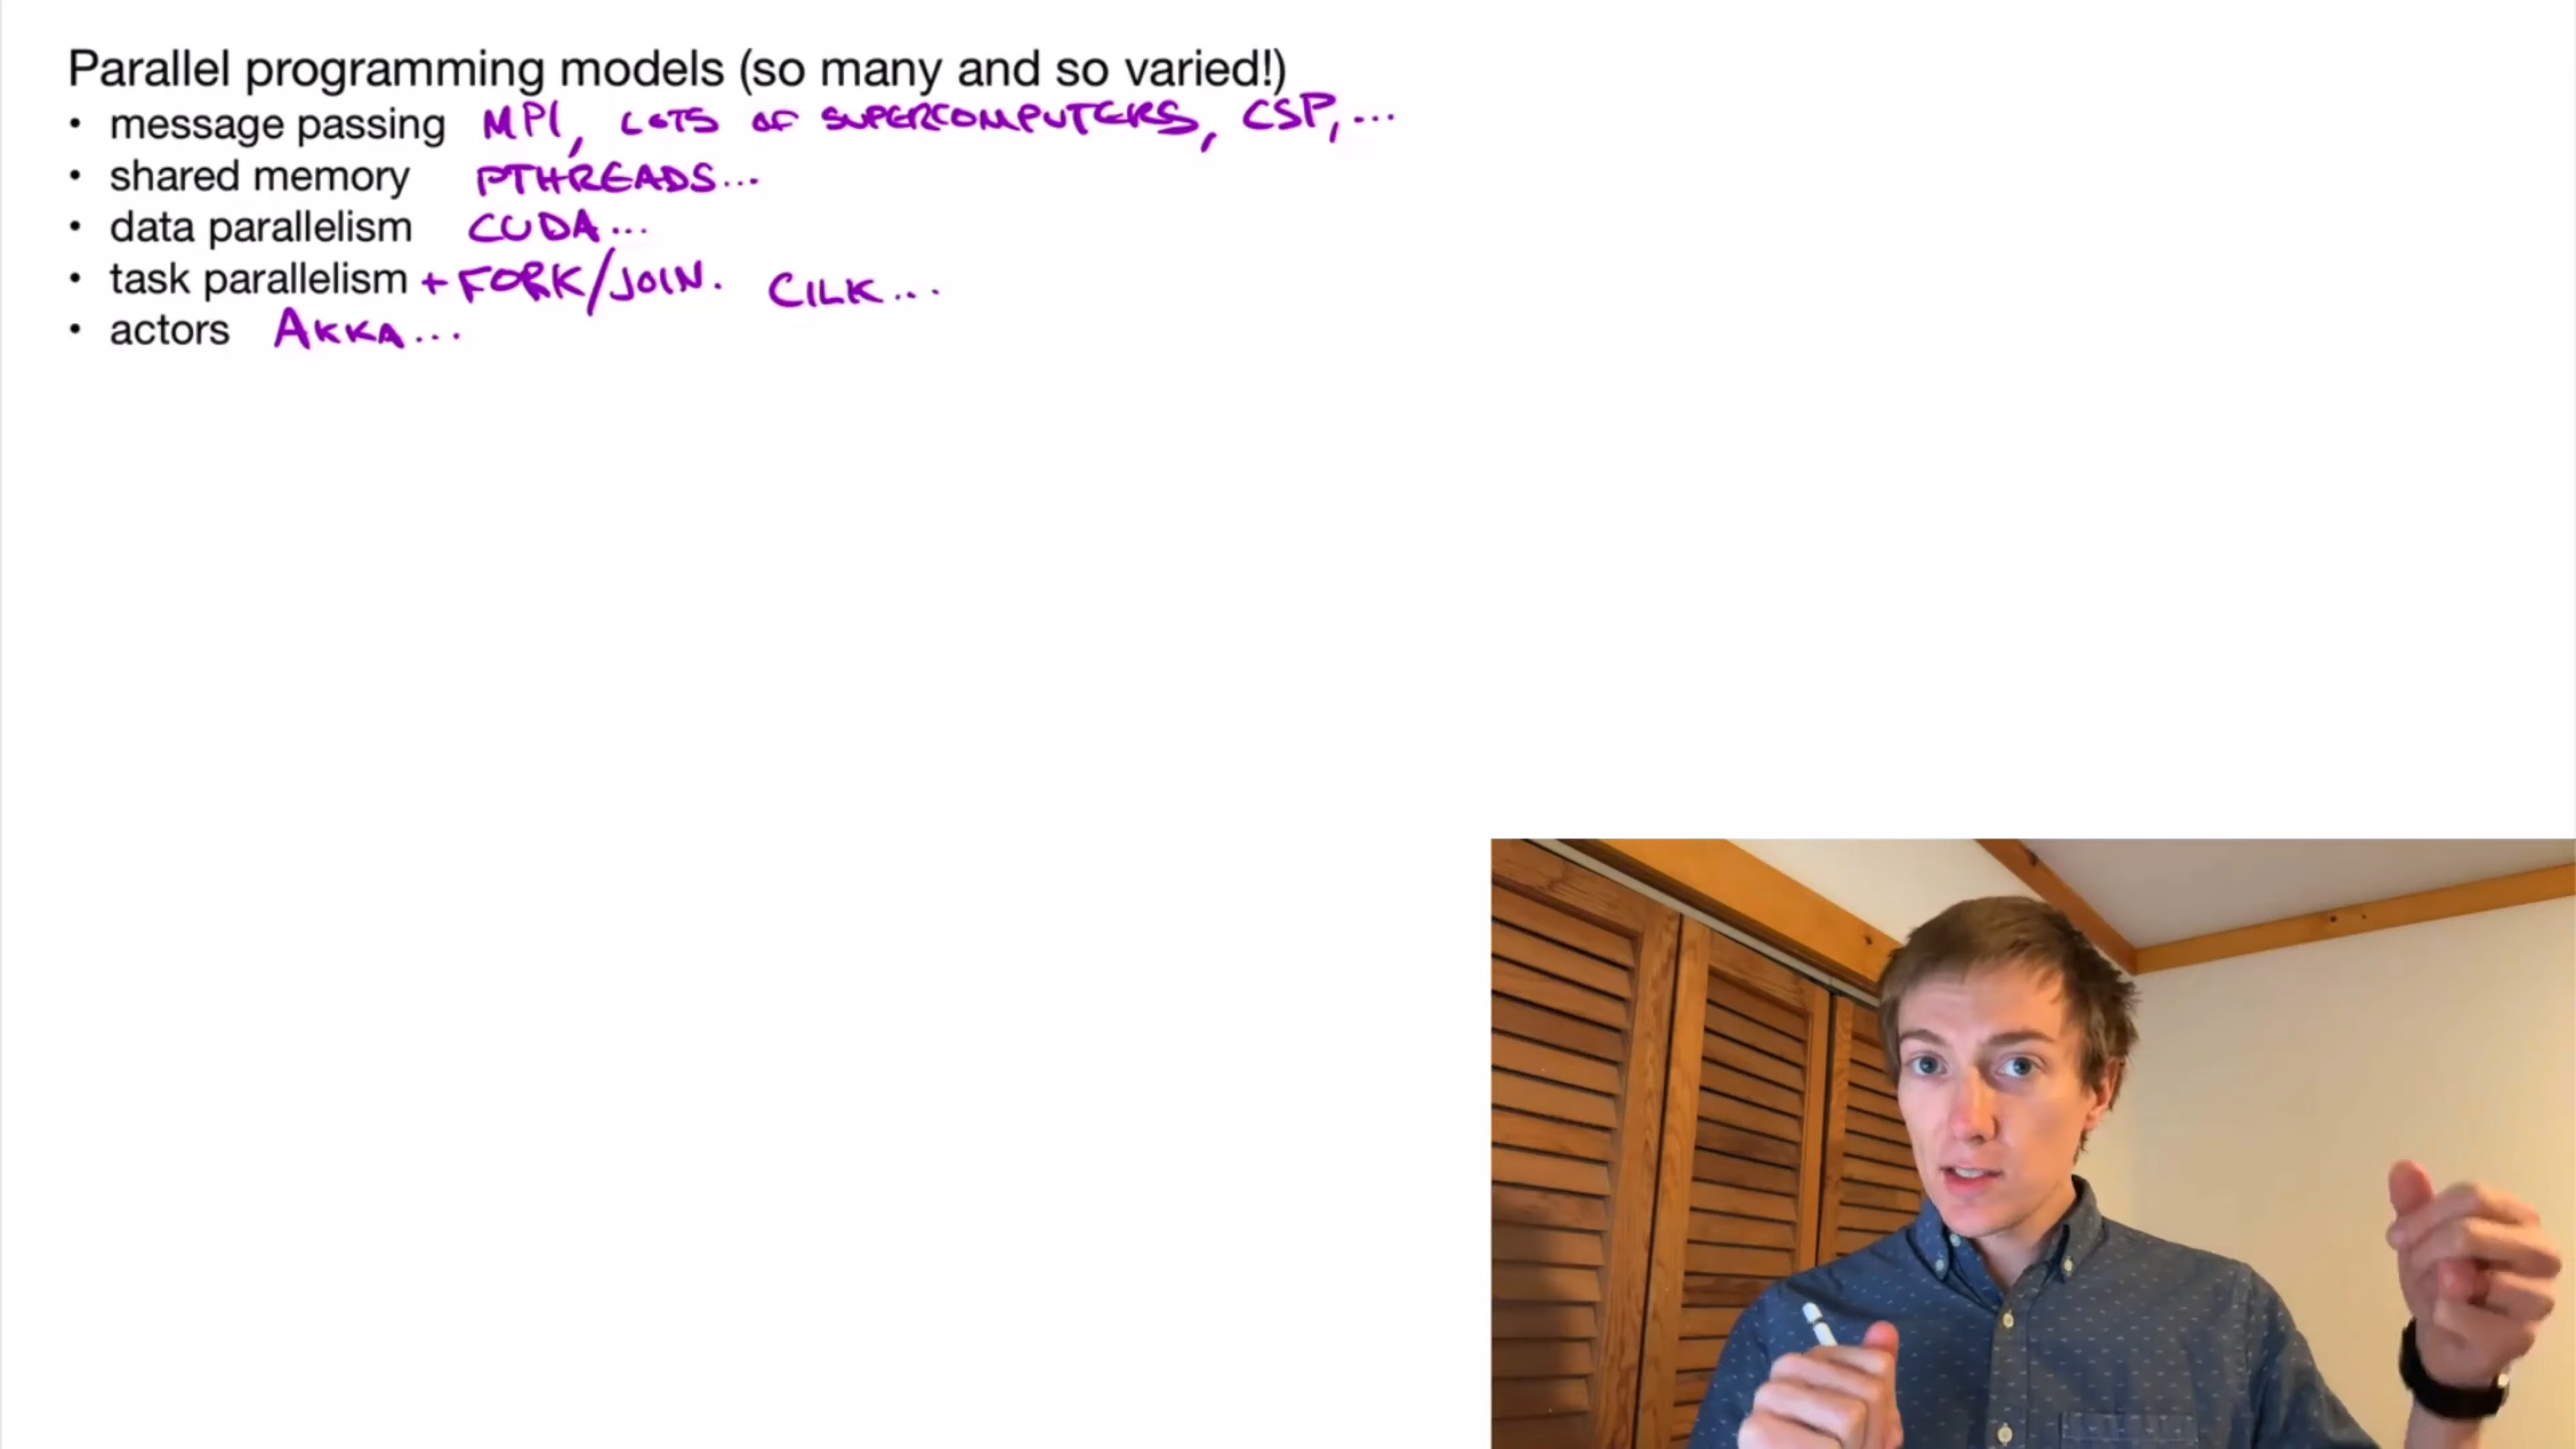 Parallel programming models (so many and so varied!)
• message passing MPI, LOTS OF SUPERCOMPUTERS, CSP, ...
• shared memory PTHREADS...
• data parallelism CUDA...
• task parallelism + FORK/JOIN. CILK...
• actors AKKA...